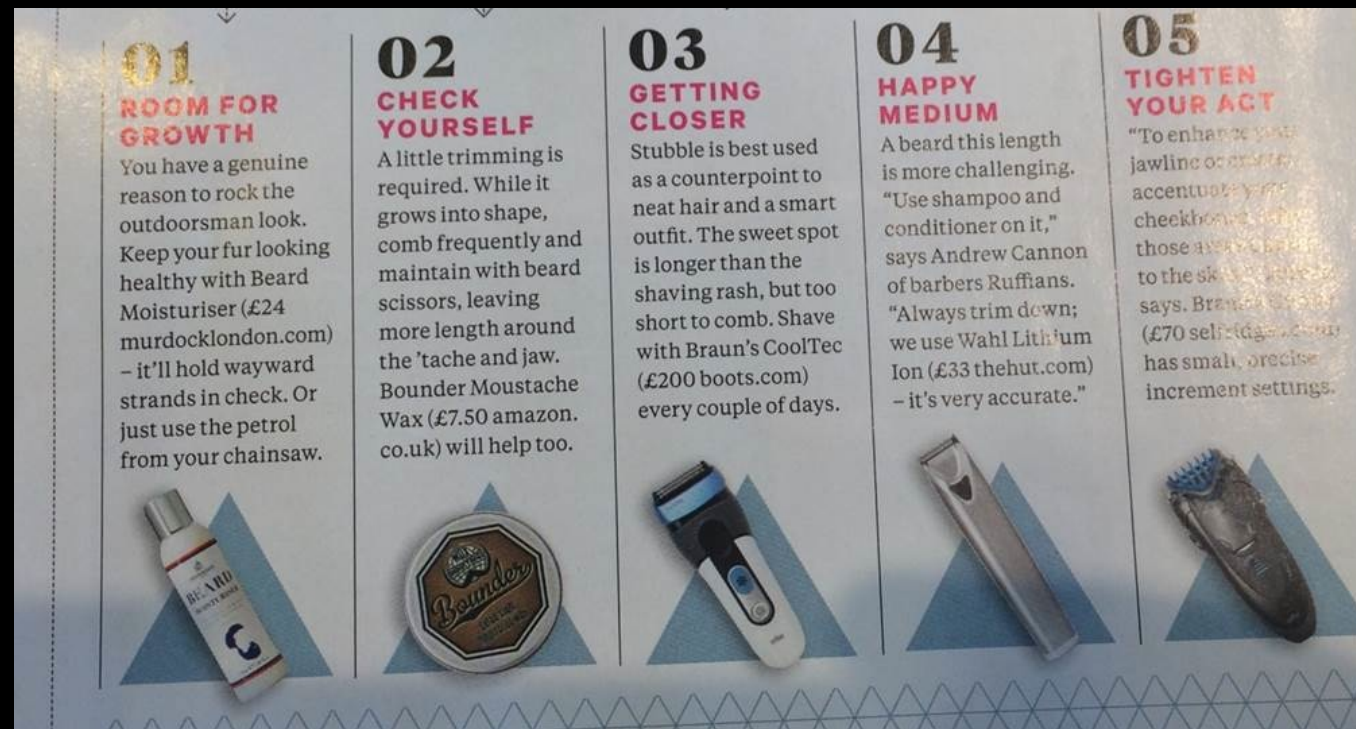 01
ROOM FOR
GROWTH
You have a genuine
reason to rock the
outdoorsman look.
Keep your fur looking
healthy with Beard
Moisturiser (£24
murdocklondon.com)
– it'll hold wayward
strands in check. Or
just use the petrol
from your chainsaw.
BEARD
MOISTURISER
02
CHECK
YOURSELF
A little trimming is
required. While it
grows into shape,
comb frequently and
maintain with beard
scissors, leaving
more length around
the 'tache and jaw.
Bounder Moustache
Wax (£7.50 amazon.
co.uk) will help too.
Bounder
03
GETTING
CLOSER
Stubble is best used
as a counterpoint to
neat hair and a smart
outfit. The sweet spot
is longer than the
shaving rash, but too
short to comb. Shave
with Braun's CoolTec
(£200 boots.com)
every couple of days.
04
HAPPY
MEDIUM
A beard this length
is more challenging.
"Use shampoo and
conditioner on it,"
says Andrew Cannon
of barbers Ruffians.
"Always trim down;
we use Wahl Lithium
Ion (£33 thehut.com)
– it's very accurate."
05
TIGHTEN
YOUR ACT
"To enhance
jawline or
accentuate
those
to the
says.
(£70
has small, precise
increment settings.